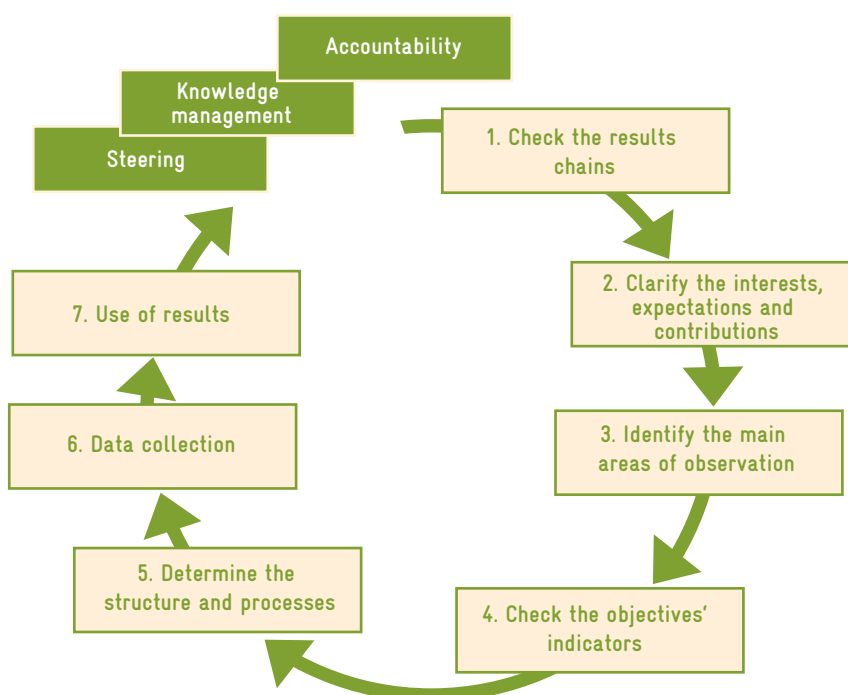 Accountability
Knowledge
management
Steering
1. Check the results
chains
2. Clarify the interests,
expectations and
contributions
3. Identify the main
areas of observation
4. Check the objectives’
indicators
5. Determine the
structure and processes
6. Data collection
7. Use of results